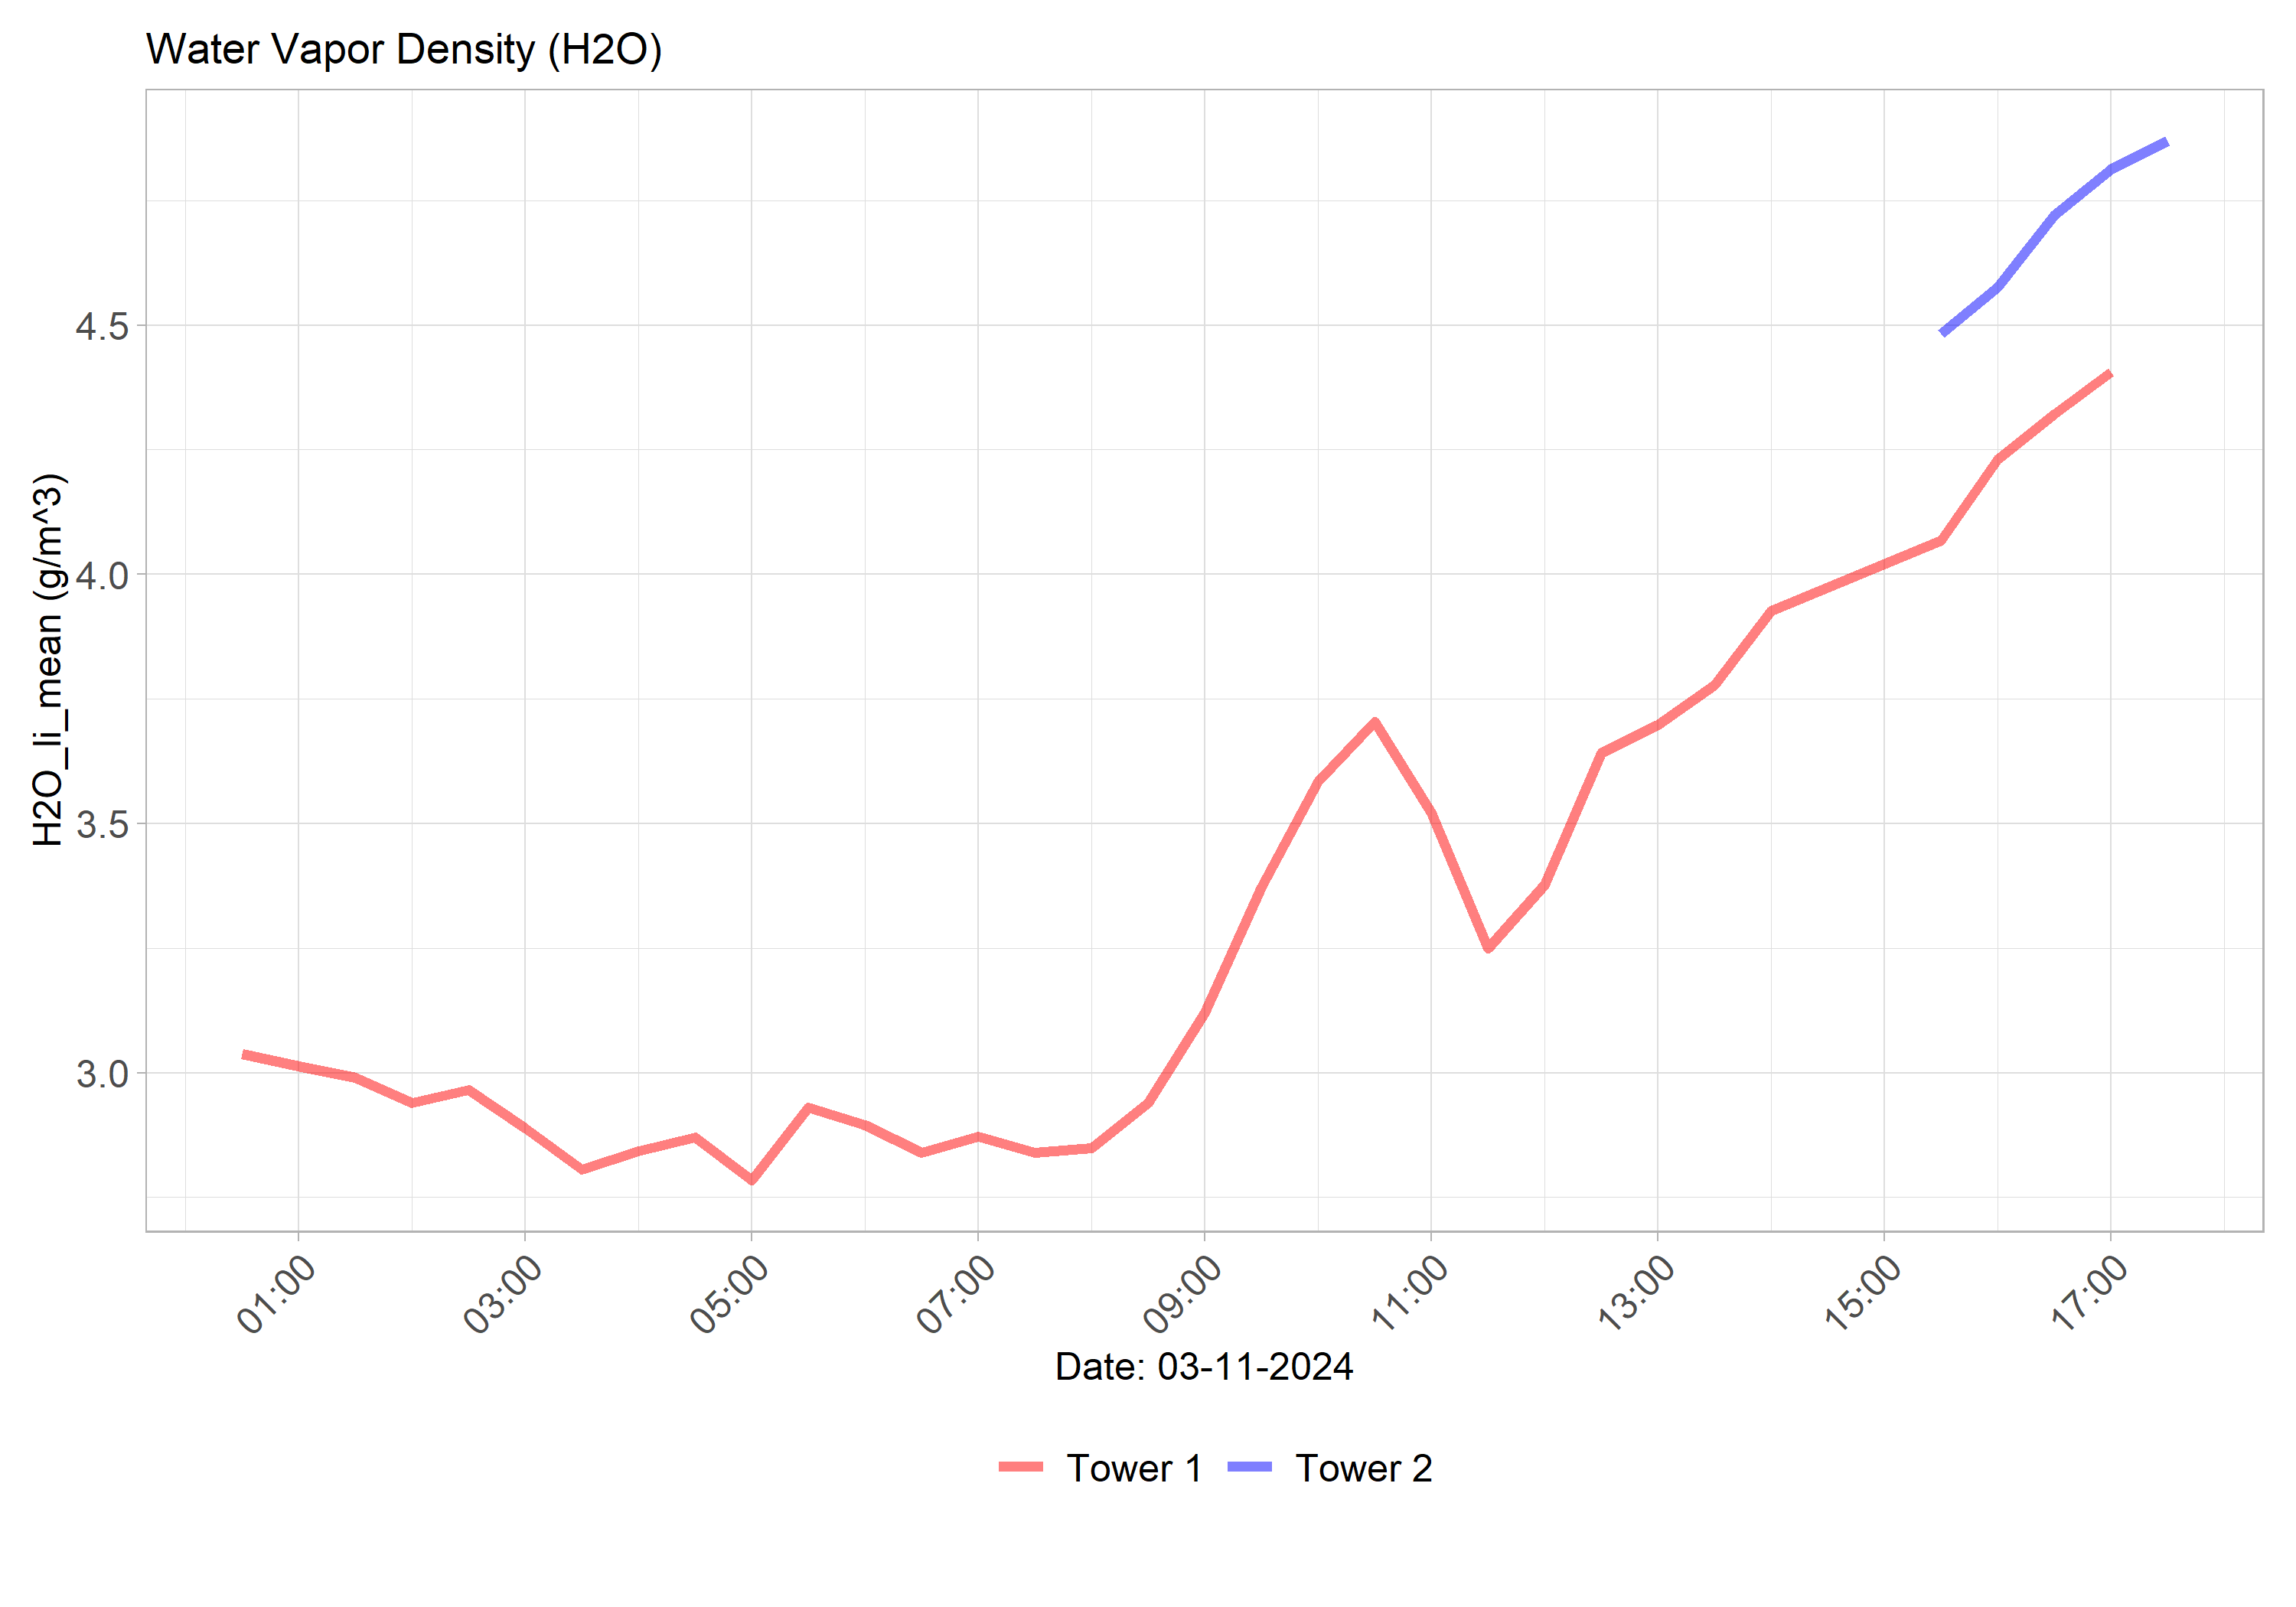 Water Vapor Density (H2O)
H2O_li_mean (g/m^3)
4.5
4.0
3.5
3.0
01:00
03:00
05:00
07:00
09:00
11:00
13:00
15:00
17:00
Date: 03-11-2024
Tower 1
Tower 2